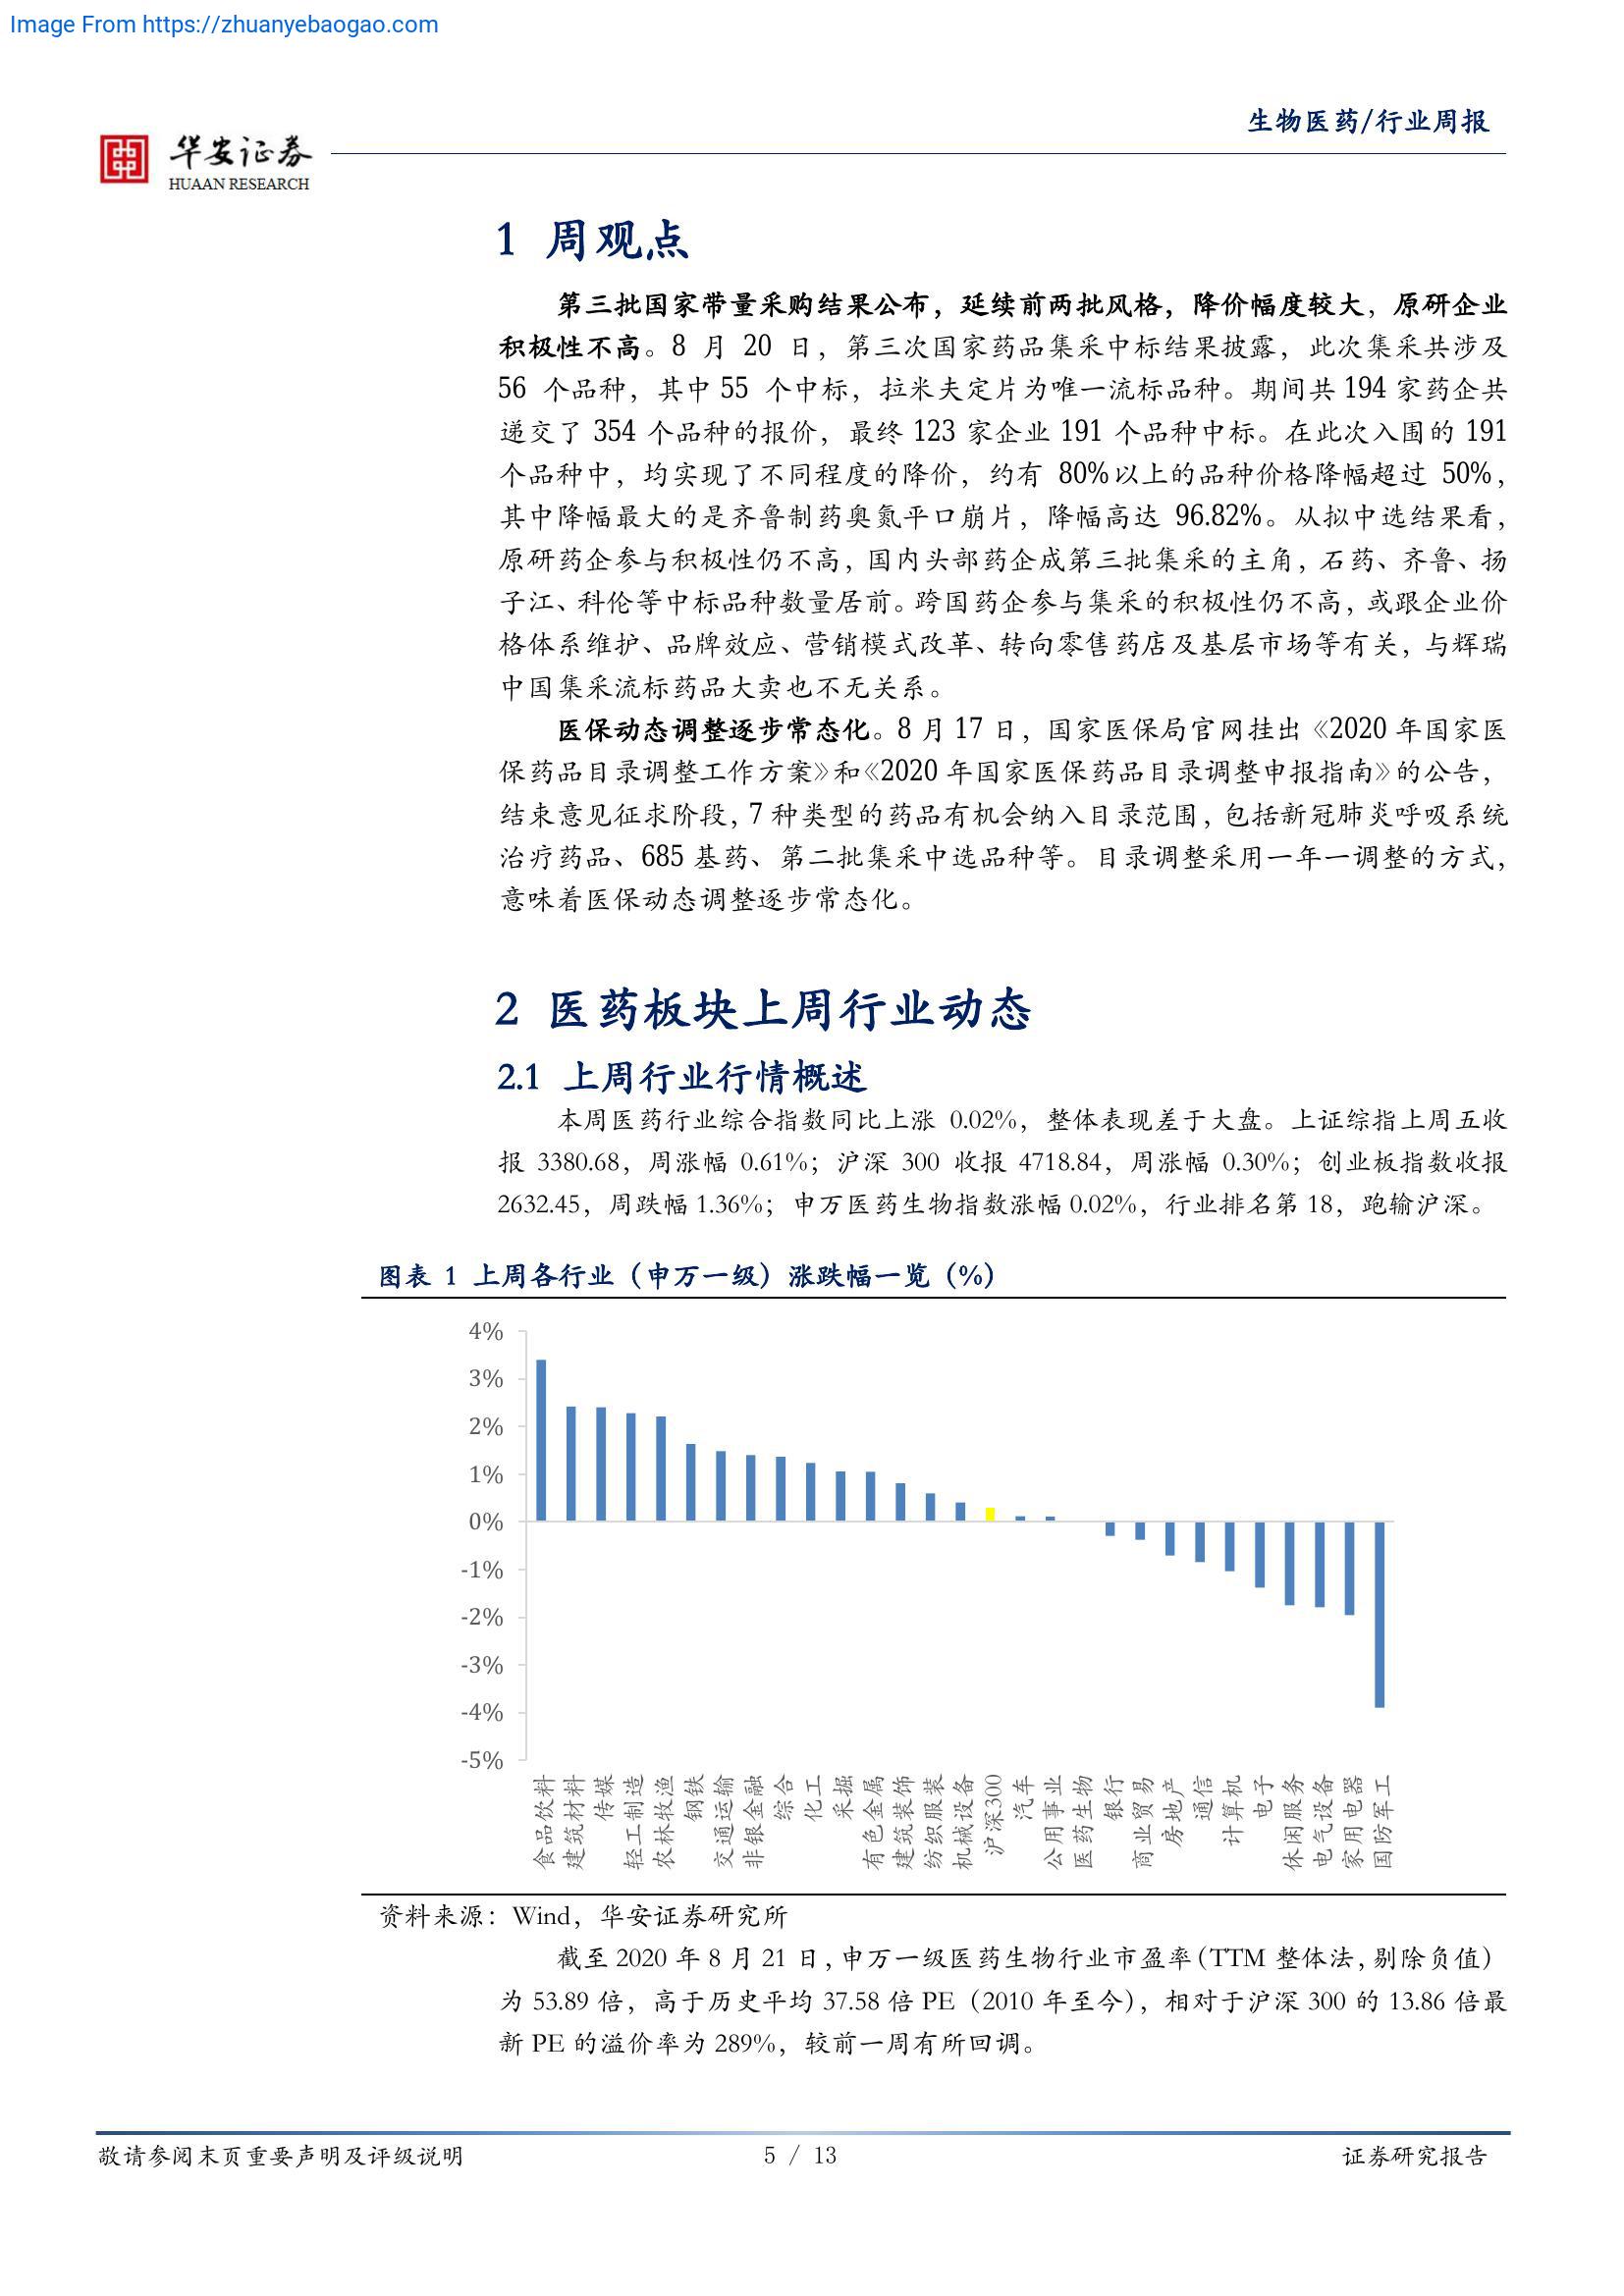 Image From https://zhuanyebaogao.com
生物医药/行业周报
华安证券
HUAAN RESEARCH
1 周观点
第三批国家带量采购结果公布，延续前两批风格，降价幅度较大，原研企业
积极性不高。8 月 20 日，第三次国家药品集采中标结果披露，此次集采共涉及
56 个品种，其中 55 个中标，拉米夫定片为唯一流标品种。期间共 194 家药企共
递交了 354 个品种的报价，最终 123 家企业 191 个品种中标。在此次入围的 191
个品种中，均实现了不同程度的降价，约有 80%以上的品种价格降幅超过 50%，
其中降幅最大的是齐鲁制药奥氮平口崩片，降幅高达 96.82%。从拟中选结果看，
原研药企参与积极性仍不高，国内头部药企成第三批集采的主角，石药、齐鲁、扬
子江、科伦等中标品种数量居前。跨国药企参与集采的积极性仍不高，或跟企业价
格体系维护、品牌效应、营销模式改革、转向零售药店及基层市场等有关，与辉瑞
中国集采流标药品大卖也不无关系。
医保动态调整逐步常态化。8 月 17 日，国家医保局官网挂出《2020 年国家医
保药品目录调整工作方案》和《2020 年国家医保药品目录调整申报指南》的公告，
结束意见征求阶段，7 种类型的药品有机会纳入目录范围，包括新冠肺炎呼吸系统
治疗药品、685 基药、第二批集采中选品种等。目录调整采用一年一调整的方式，
意味着医保动态调整逐步常态化。
2 医药板块上周行业动态
2.1 上周行业行情概述
本周医药行业综合指数同比上涨 0.02%，整体表现差于大盘。上证综指上周五收
报 3380.68，周涨幅 0.61%；沪深 300 收报 4718.84，周涨幅 0.30%；创业板指数收报
2632.45，周跌幅 1.36%；申万医药生物指数涨幅 0.02%，行业排名第 18，跑输沪深。
图表 1 上周各行业（申万一级）涨跌幅一览（%）
4%
3%
2%
1%
0%
-1%
-2%
-3%
-4%
-5%
食品饮料
建筑材料
传媒
轻工制造
农林牧渔
钢铁
交通运输
非银金融
综合
化工
采掘
有色金属
建筑装饰
纺织服装
机械设备
沪深300
汽车
公用事业
医药生物
银行
商业贸易
房地产
通信
计算机
电子
休闲服务
电气设备
家用电器
国防军工
资料来源：Wind，华安证券研究所
截至 2020 年 8 月 21 日，申万一级医药生物行业市盈率（TTM 整体法，剔除负值）
为 53.89 倍，高于历史平均 37.58 倍 PE（2010 年至今），相对于沪深 300 的 13.86 倍最
新 PE 的溢价率为 289%，较前一周有所回调。
敬请参阅末页重要声明及评级说明
5 / 13
证券研究报告